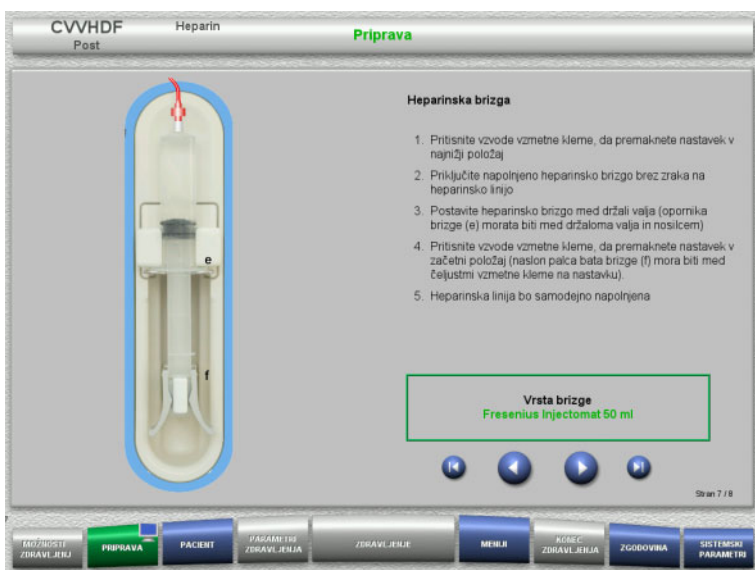 CVVHDF
Post
Heparin
Priprava
Heparinska brizga
1. Pritisnite vzvode vzmetne kleme, da premaknete nastavek v
najnižji položaj
2. Priključite napolnjeno heparinsko brizgo brez zraka na
heparinsko linijo
3. Postavite heparinsko brizgo med držali valja (opornika
brizge (e) morata biti med držaloma valja in nosilcem)
4. Pritisnite vzvode vzmetne kleme, da premaknete nastavek v
začetni položaj (naslon palca bata brizge (f) mora biti med
čeljustmi vzmetne kleme na nastavku).
5. Heparinska linija bo samodejno napolnjena
e
f
Vrsta brizge
Fresenius Injectomat 50 ml
Stran 7 / 8
MOŽNOSTI
ZDRAVLJENJ
PRIPRAVA
PACIENT
PARAMETRI
ZDRAVLJENJA
ZDRAVLJENJE
MENIJI
KONEC
ZDRAVLJENJA
ZGODOVINA
SISTEMSKI
PARAMETRI